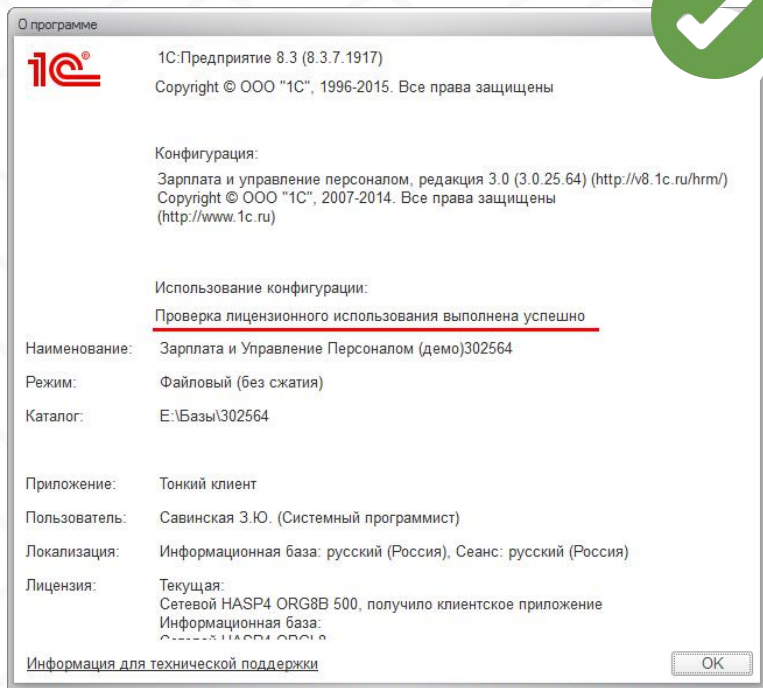 О программе
1С®
1С:Предприятие 8.3 (8.3.7.1917)
Copyright © ООО "1С", 1996-2015. Все права защищены
Конфигурация:
Зарплата и управление персоналом, редакция 3.0 (3.0.25.64) (http://v8.1c.ru/hrm/)
Copyright © ООО "1С", 2007-2014. Все права защищены
(http://www.1c.ru)
Использование конфигурации:
Проверка лицензионного использования выполнена успешно
Наименование: Зарплата и Управление Персоналом (демо)302564
Режим: Файловый (без сжатия)
Каталог: E:\Базы\302564
Приложение: Тонкий клиент
Пользователь: Савинская З.Ю. (Системный программист)
Локализация: Информационная база: русский (Россия), Сеанс: русский (Россия)
Лицензия: Текущая:
Сетевой HASP4 ORG8B 500, получило клиентское приложение
Информационная база:
Информация для технической поддержки
OK